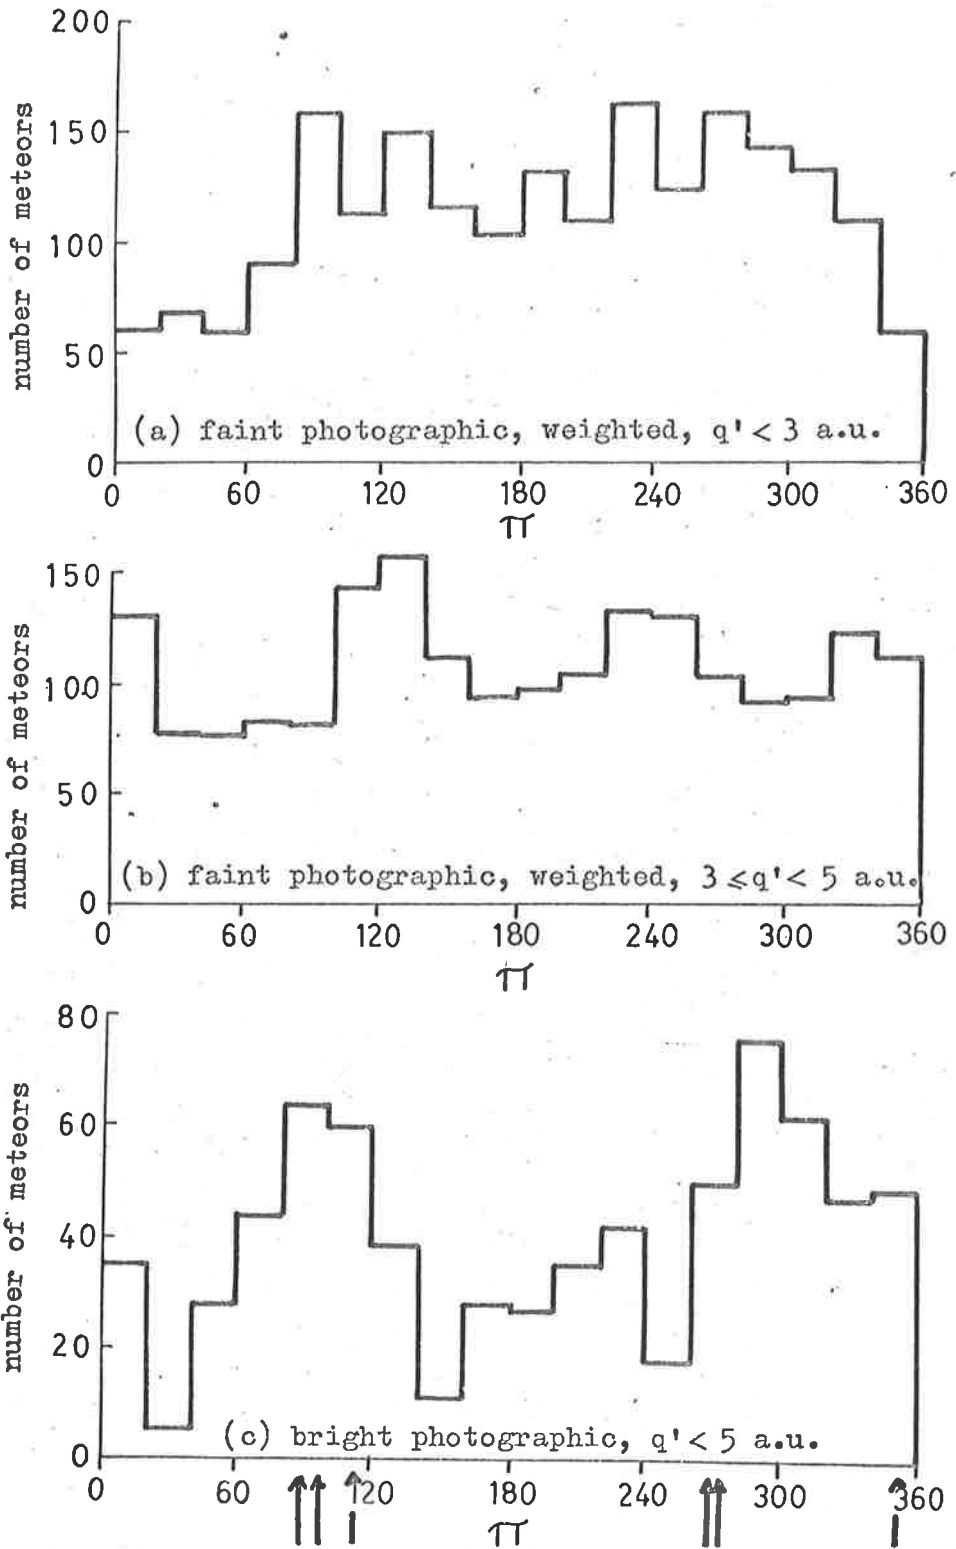 200
150
100
50
0
number of meteors
(a) faint photographic, weighted, q'< 3 a.u.
0 60 120 180 240 300 360
π
150
100
50
0
number of meteors
(b) faint photographic, weighted, 3 ⩽q'< 5 a.u.
0 60 120 180 240 300 360
π
80
60
40
20
0
number of meteors
(c) bright photographic, q'< 5 a.u.
0 60 120 180 240 300 360
π